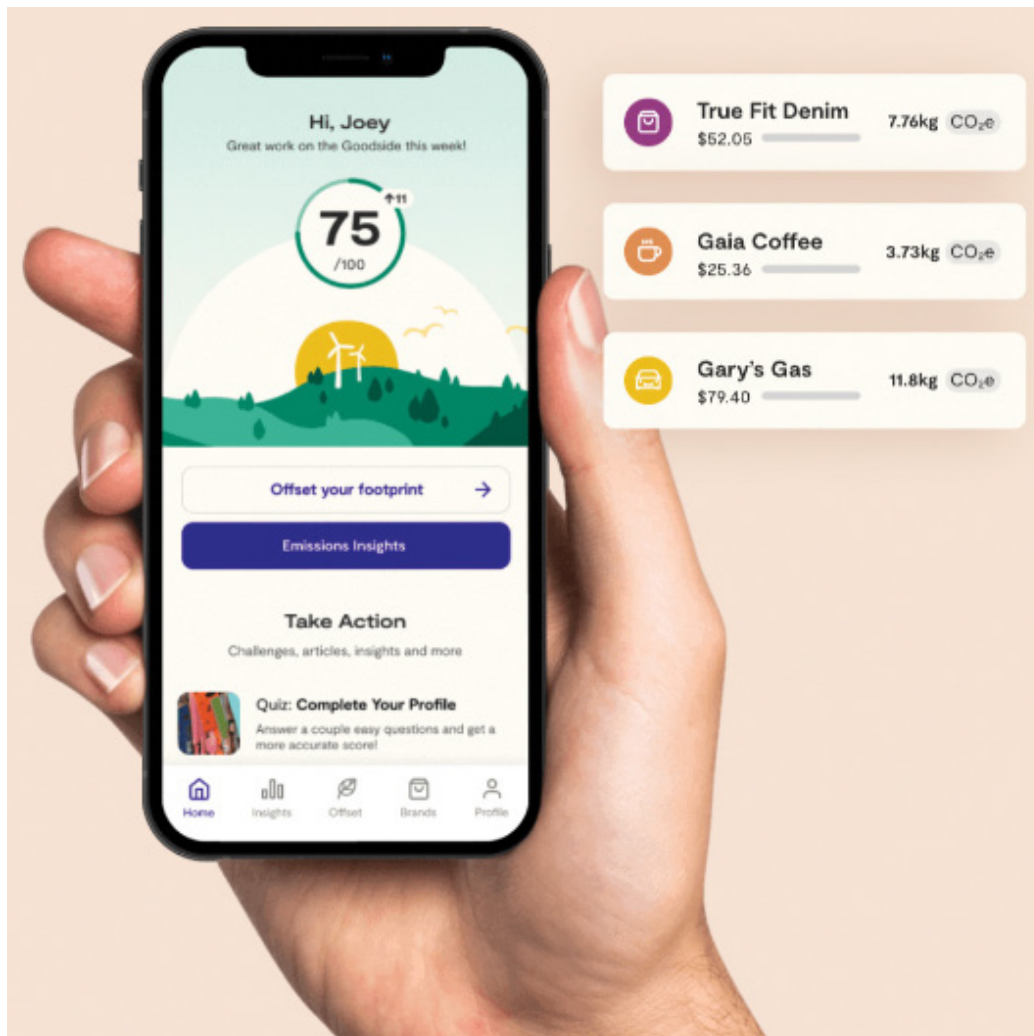 Hi, Joey
Great work on the Goodside this week!
↑11
75
/100
Offset your footprint →
Emissions Insights
Take Action
Challenges, articles, insights and more
Quiz: Complete Your Profile
Answer a couple easy questions and get a
more accurate score!
Home Insights Offset Brands Profile
True Fit Denim
$52.05
7.76kg CO₂e
Gaia Coffee
$25.36
3.73kg CO₂e
Gary's Gas
$79.40
11.8kg CO₂e